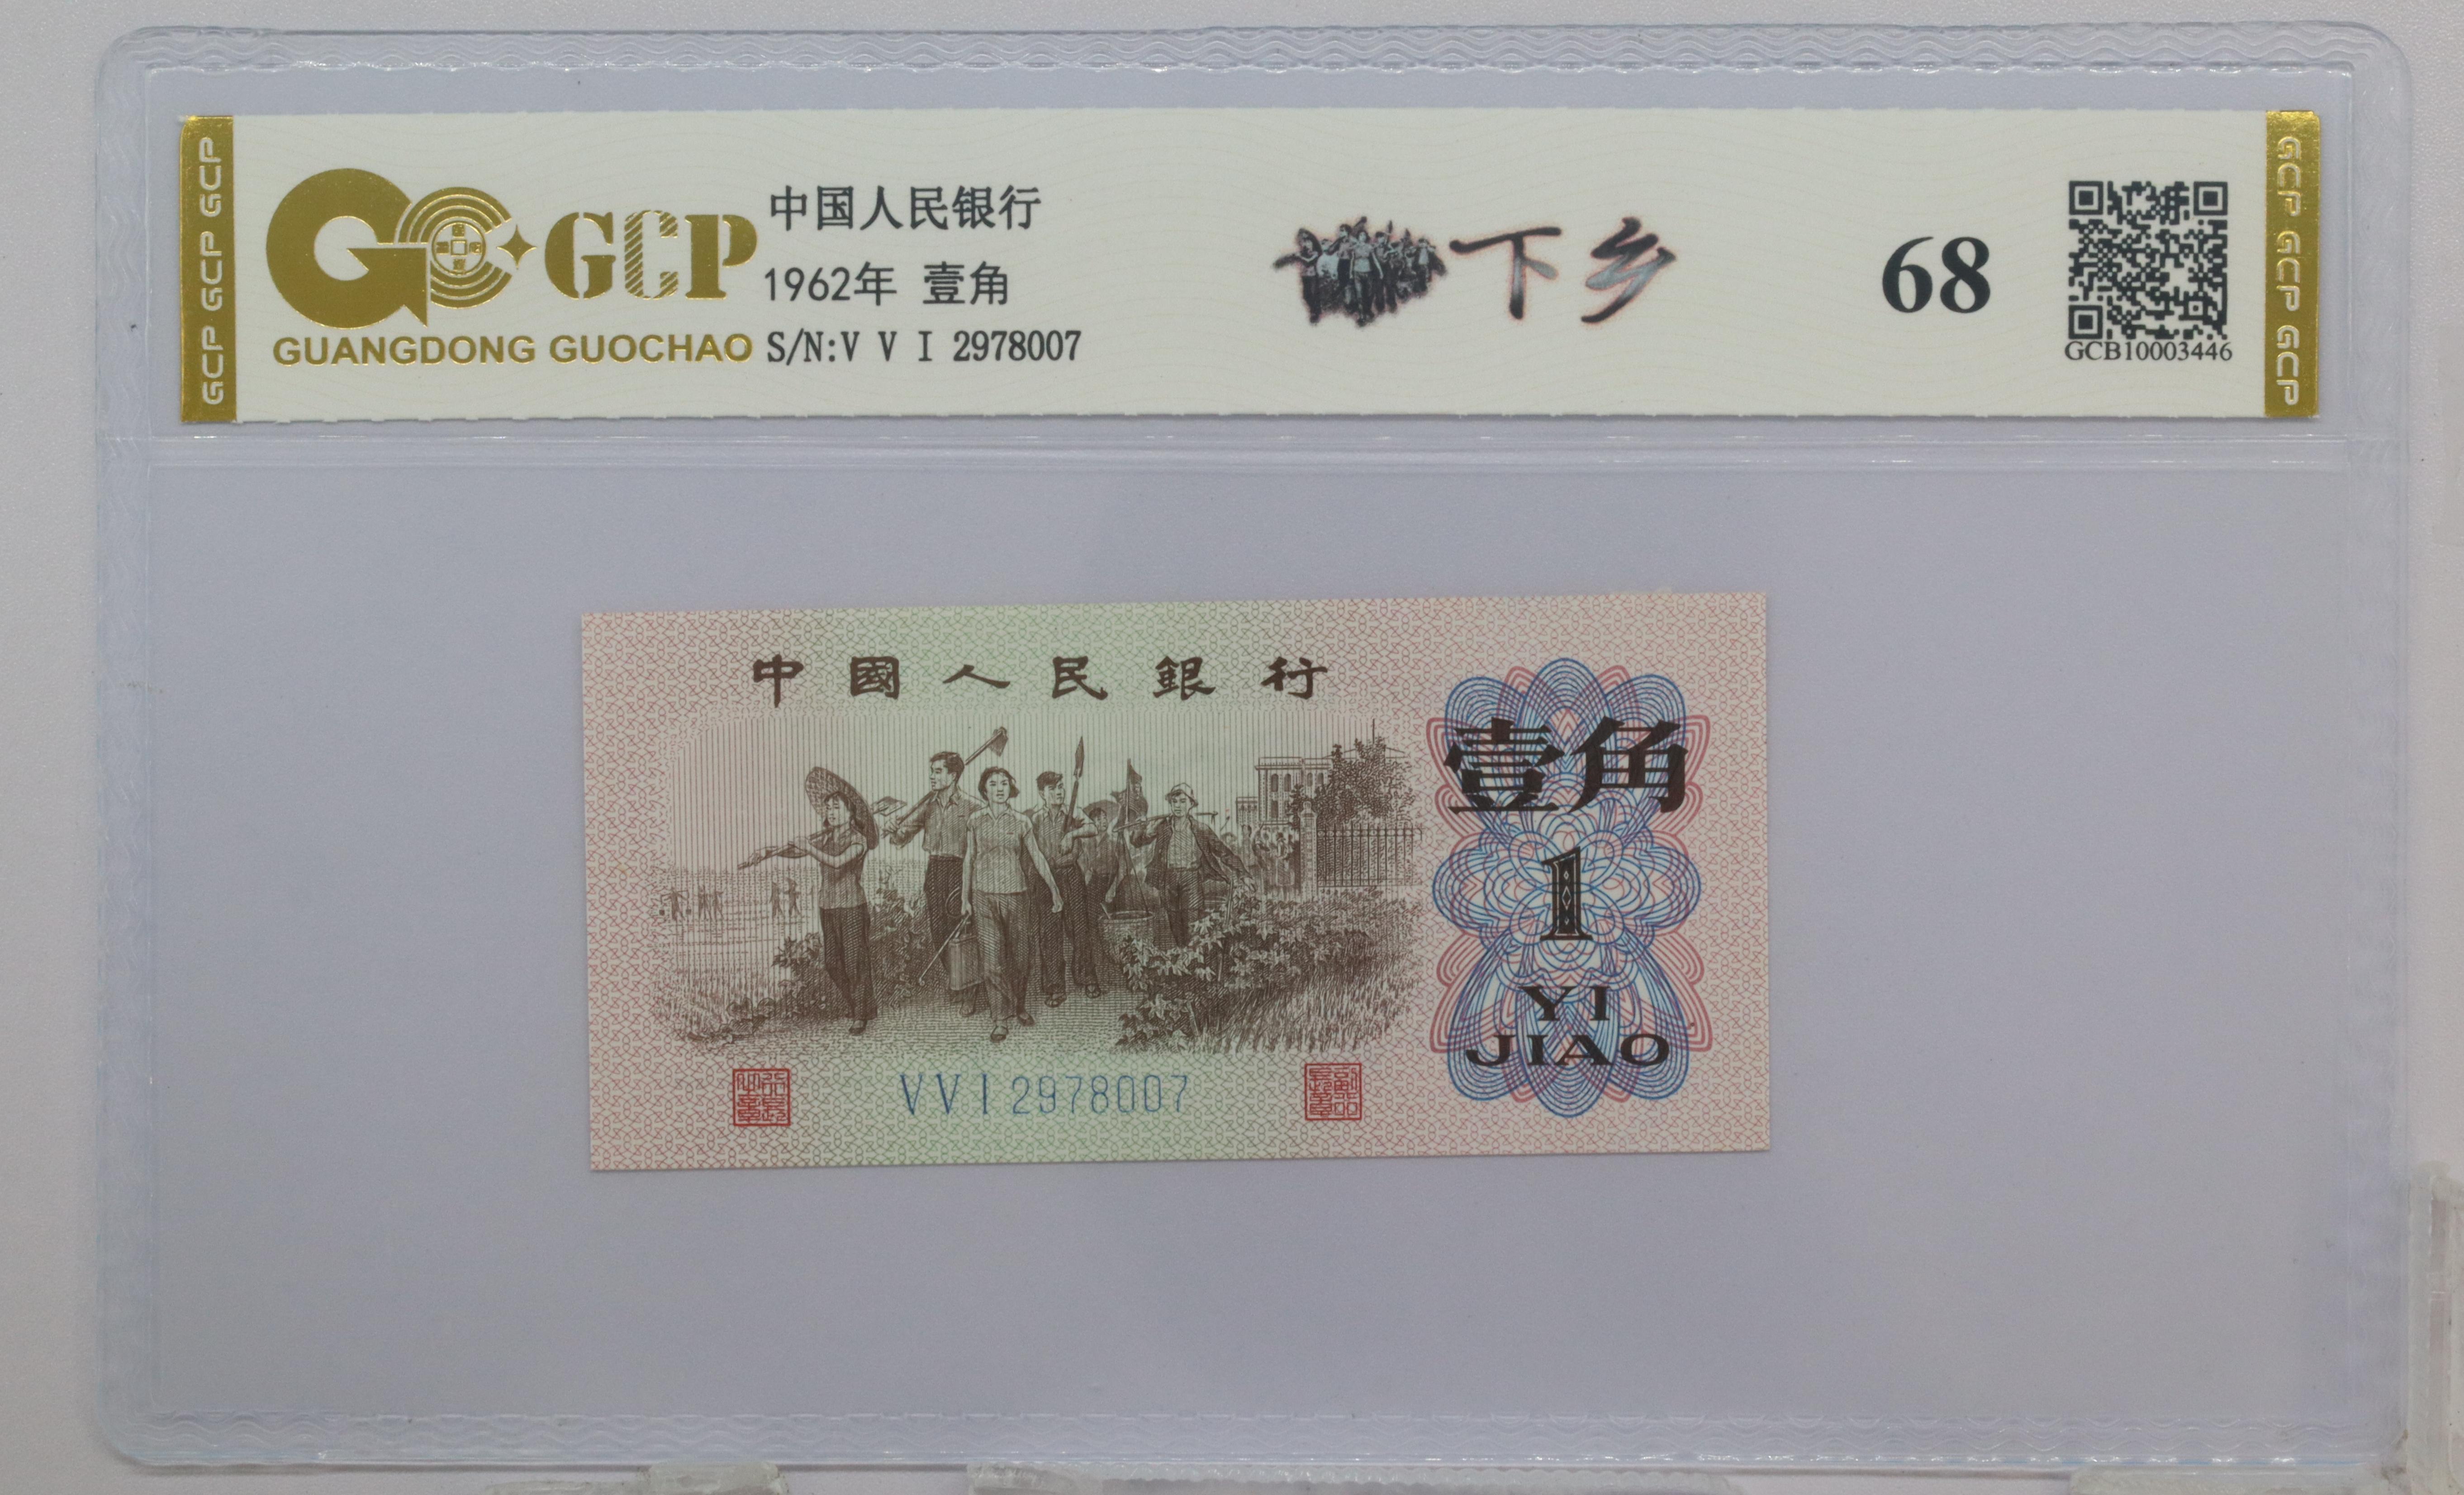 GCP GCP GCP
GCP
GUANGDONG GUOCHAO
中国人民银行
1962年 壹角
S/N:V V I 2978007
下乡
68
GCB10003446
GCP GCP GCP
中國人民銀行
壹角
1
YI
JIAO
VVI2978007